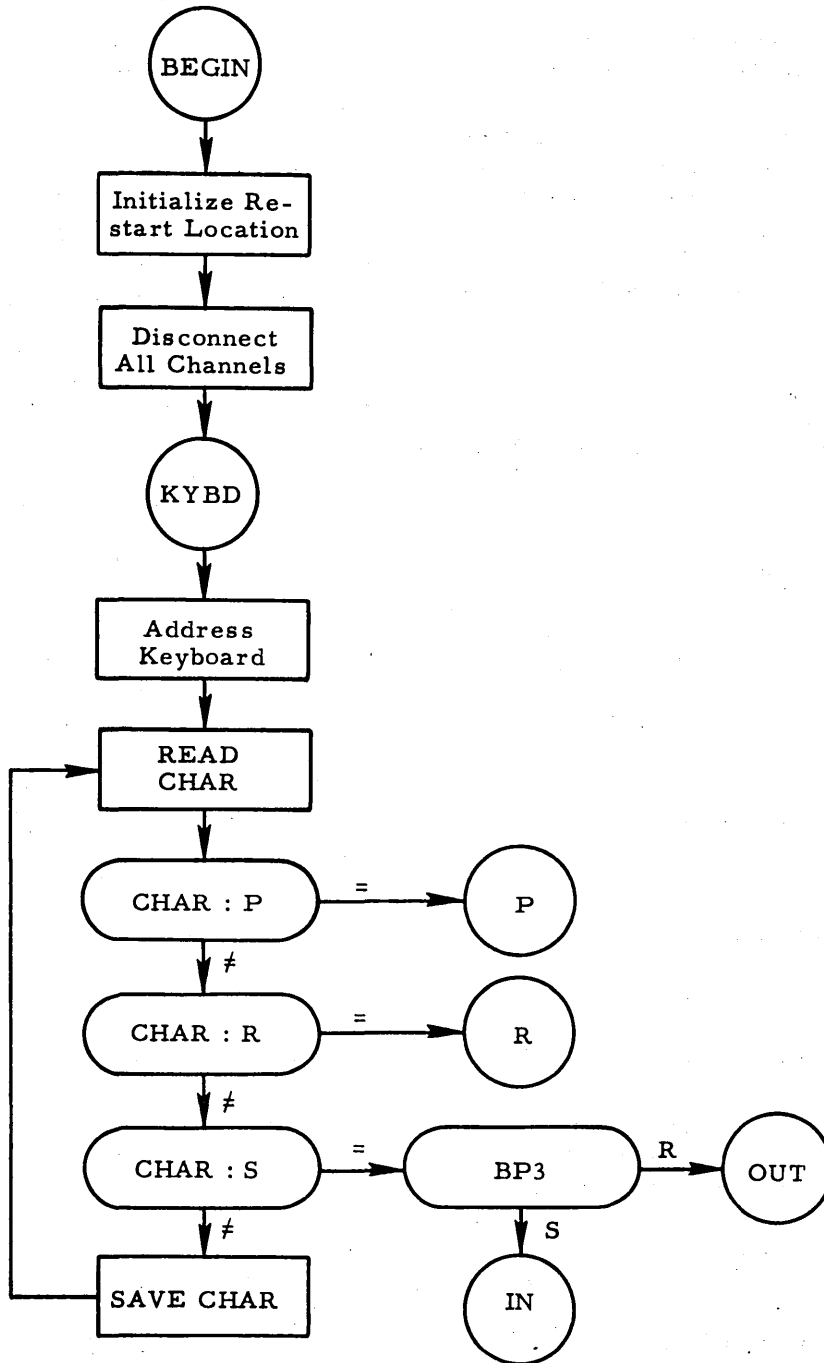 BEGIN
Initialize Re-
start Location
Disconnect
All Channels
KYBD
Address
Keyboard
READ
CHAR
CHAR : P
=
P
≠
CHAR : R
=
R
≠
CHAR : S
=
BP3
R
OUT
≠
S
SAVE CHAR
IN